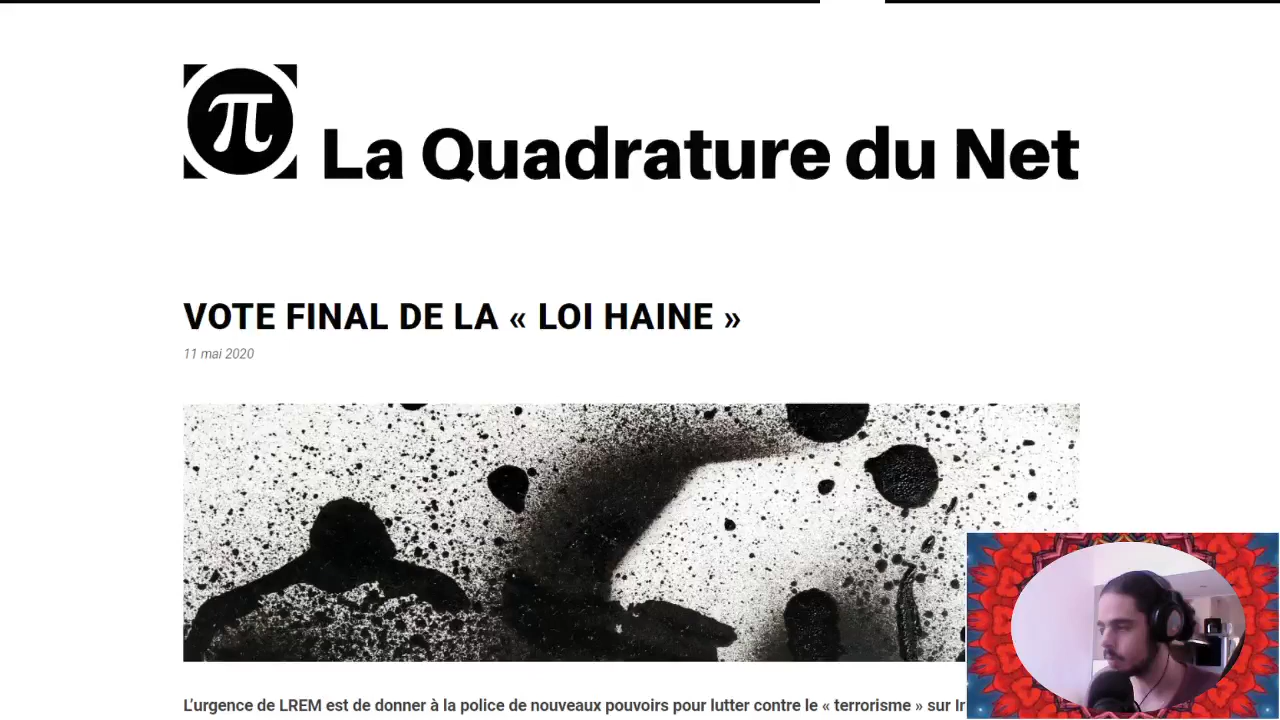 π La Quadrature du Net
VOTE FINAL DE LA « LOI HAINE »
11 mai 2020
L’urgence de LREM est de donner à la police de nouveaux pouvoirs pour lutter contre le « terrorisme » sur